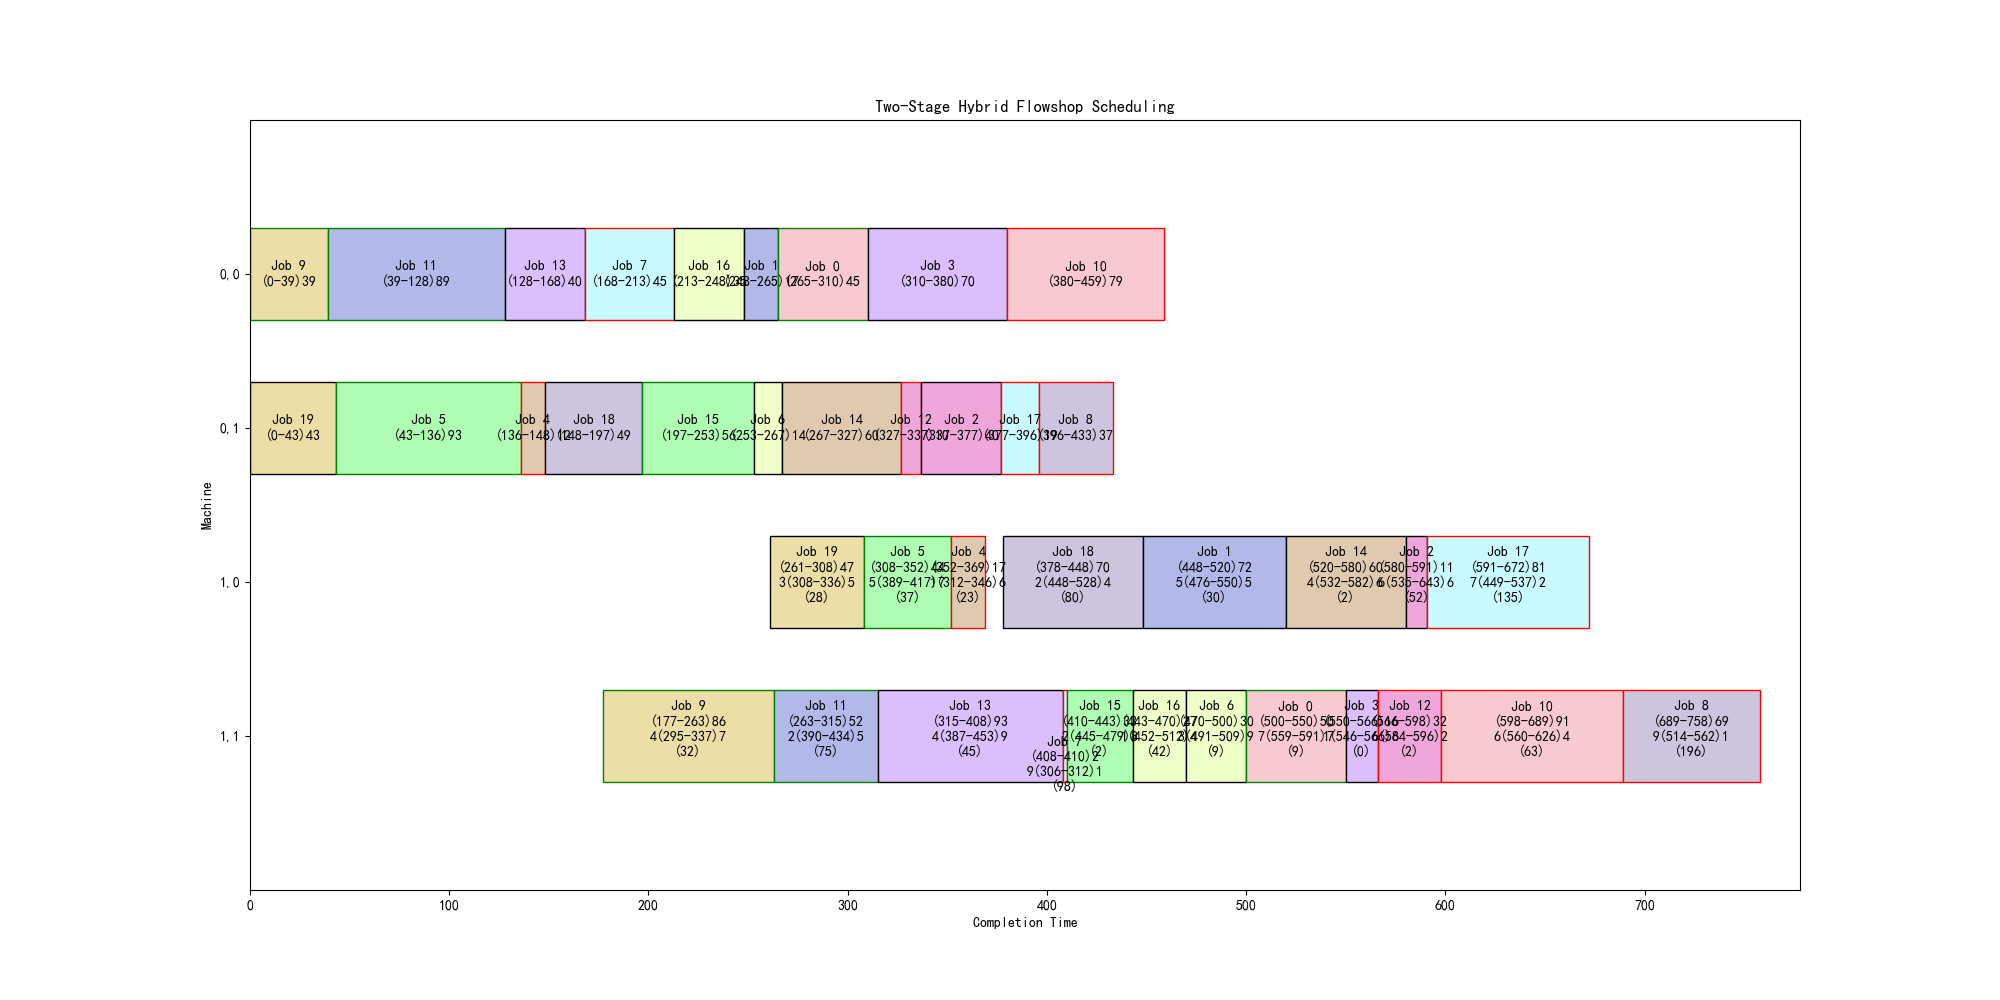 Two-Stage Hybrid Flowshop Scheduling
Machine
0,0
Job 9
(0-39)39
Job 11
(39-128)89
Job 13
(128-168)40
Job 7
(168-213)45
Job 16
(213-248)35
Job 1
(248-265)17
Job 0
(265-310)45
Job 3
(310-380)70
Job 10
(380-459)79
0,1
Job 19
(0-43)43
Job 5
(43-136)93
Job 4
(136-148)12
Job 18
(148-197)49
Job 15
(197-253)56
Job 6
(253-267)14
Job 14
(267-327)60
Job 12
(327-337)10
Job 2
(337-377)40
Job 17
(377-396)19
Job 8
(396-433)37
1,0
Job 19
(261-308)47
3(308-336)5
(28)
Job 5
(308-352)44
5(389-417)7
(37)
Job 4
(352-369)17
(312-346)6
(23)
Job 18
(378-448)70
2(448-528)4
(80)
Job 1
(448-520)72
5(476-550)5
(30)
Job 14
(520-580)60
4(532-582)6
(2)
Job 2
(580-591)11
6(535-643)6
(52)
Job 17
(591-672)81
7(449-537)2
(135)
1,1
Job 9
(177-263)86
4(295-337)7
(32)
Job 11
(263-315)52
2(390-434)5
(75)
Job 13
(315-408)93
4(387-453)9
(45)
Job 7
(408-410)2
9(306-312)1
(98)
Job 15
(410-443)33
(445-479)
(2)
Job 16
(443-470)27
(452-512)
(42)
Job 6
(470-500)30
(491-509)9
(9)
Job 0
(500-550)50
7(559-591)7
(9)
Job 3
(550-566)16
(0)
Job 12
(566-598)32
(2)
Job 10
(598-689)91
6(560-626)4
(63)
Job 8
(689-758)69
9(514-562)1
(196)
0
100
200
300
400
500
600
700
Completion Time